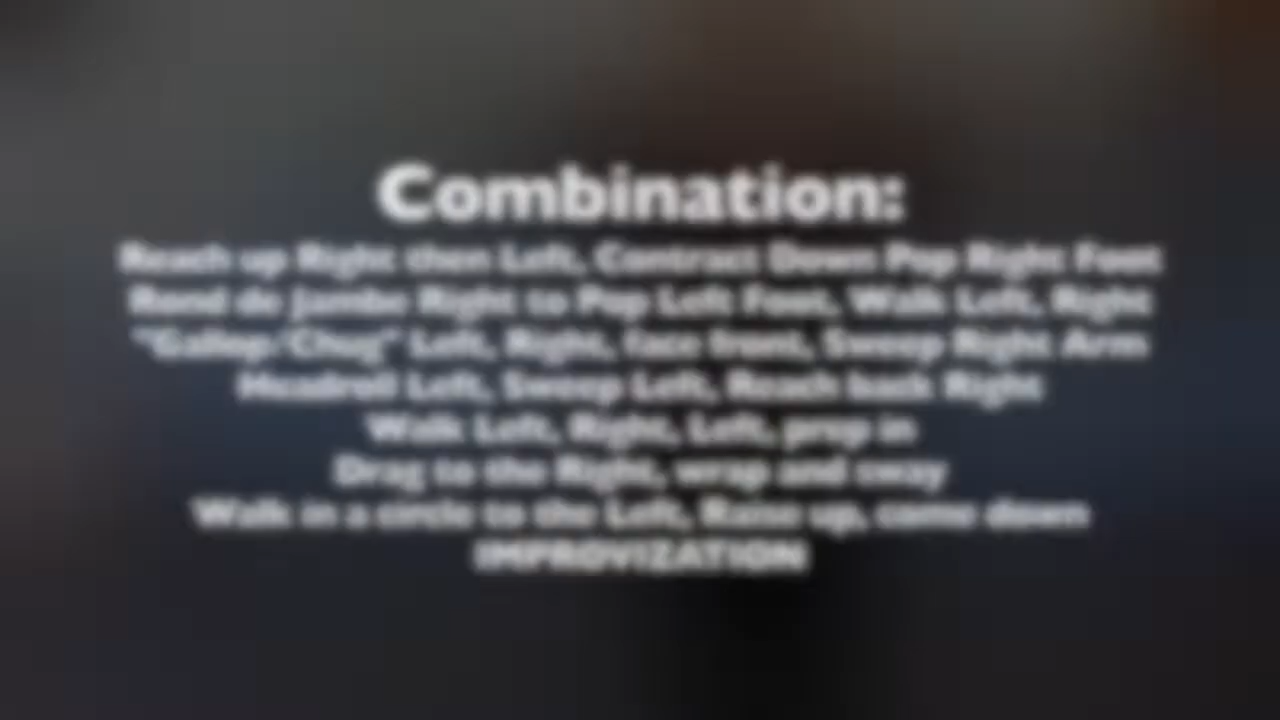 Combination:
Reach up Right then Left, Contract Down Pop Right Foot
Rond de Jambe Right to Pop Left Foot, Walk Left, Right
"Gallop/Chug" Left, Right, face front, Sweep Right Arm
Headroll Left, Sweep Left, Reach back Right
Walk Left, Right, Left, prep in
Drag to the Right, wrap and sway
Walk in a circle to the Left, Raise up, come down
IMPROVIZATION